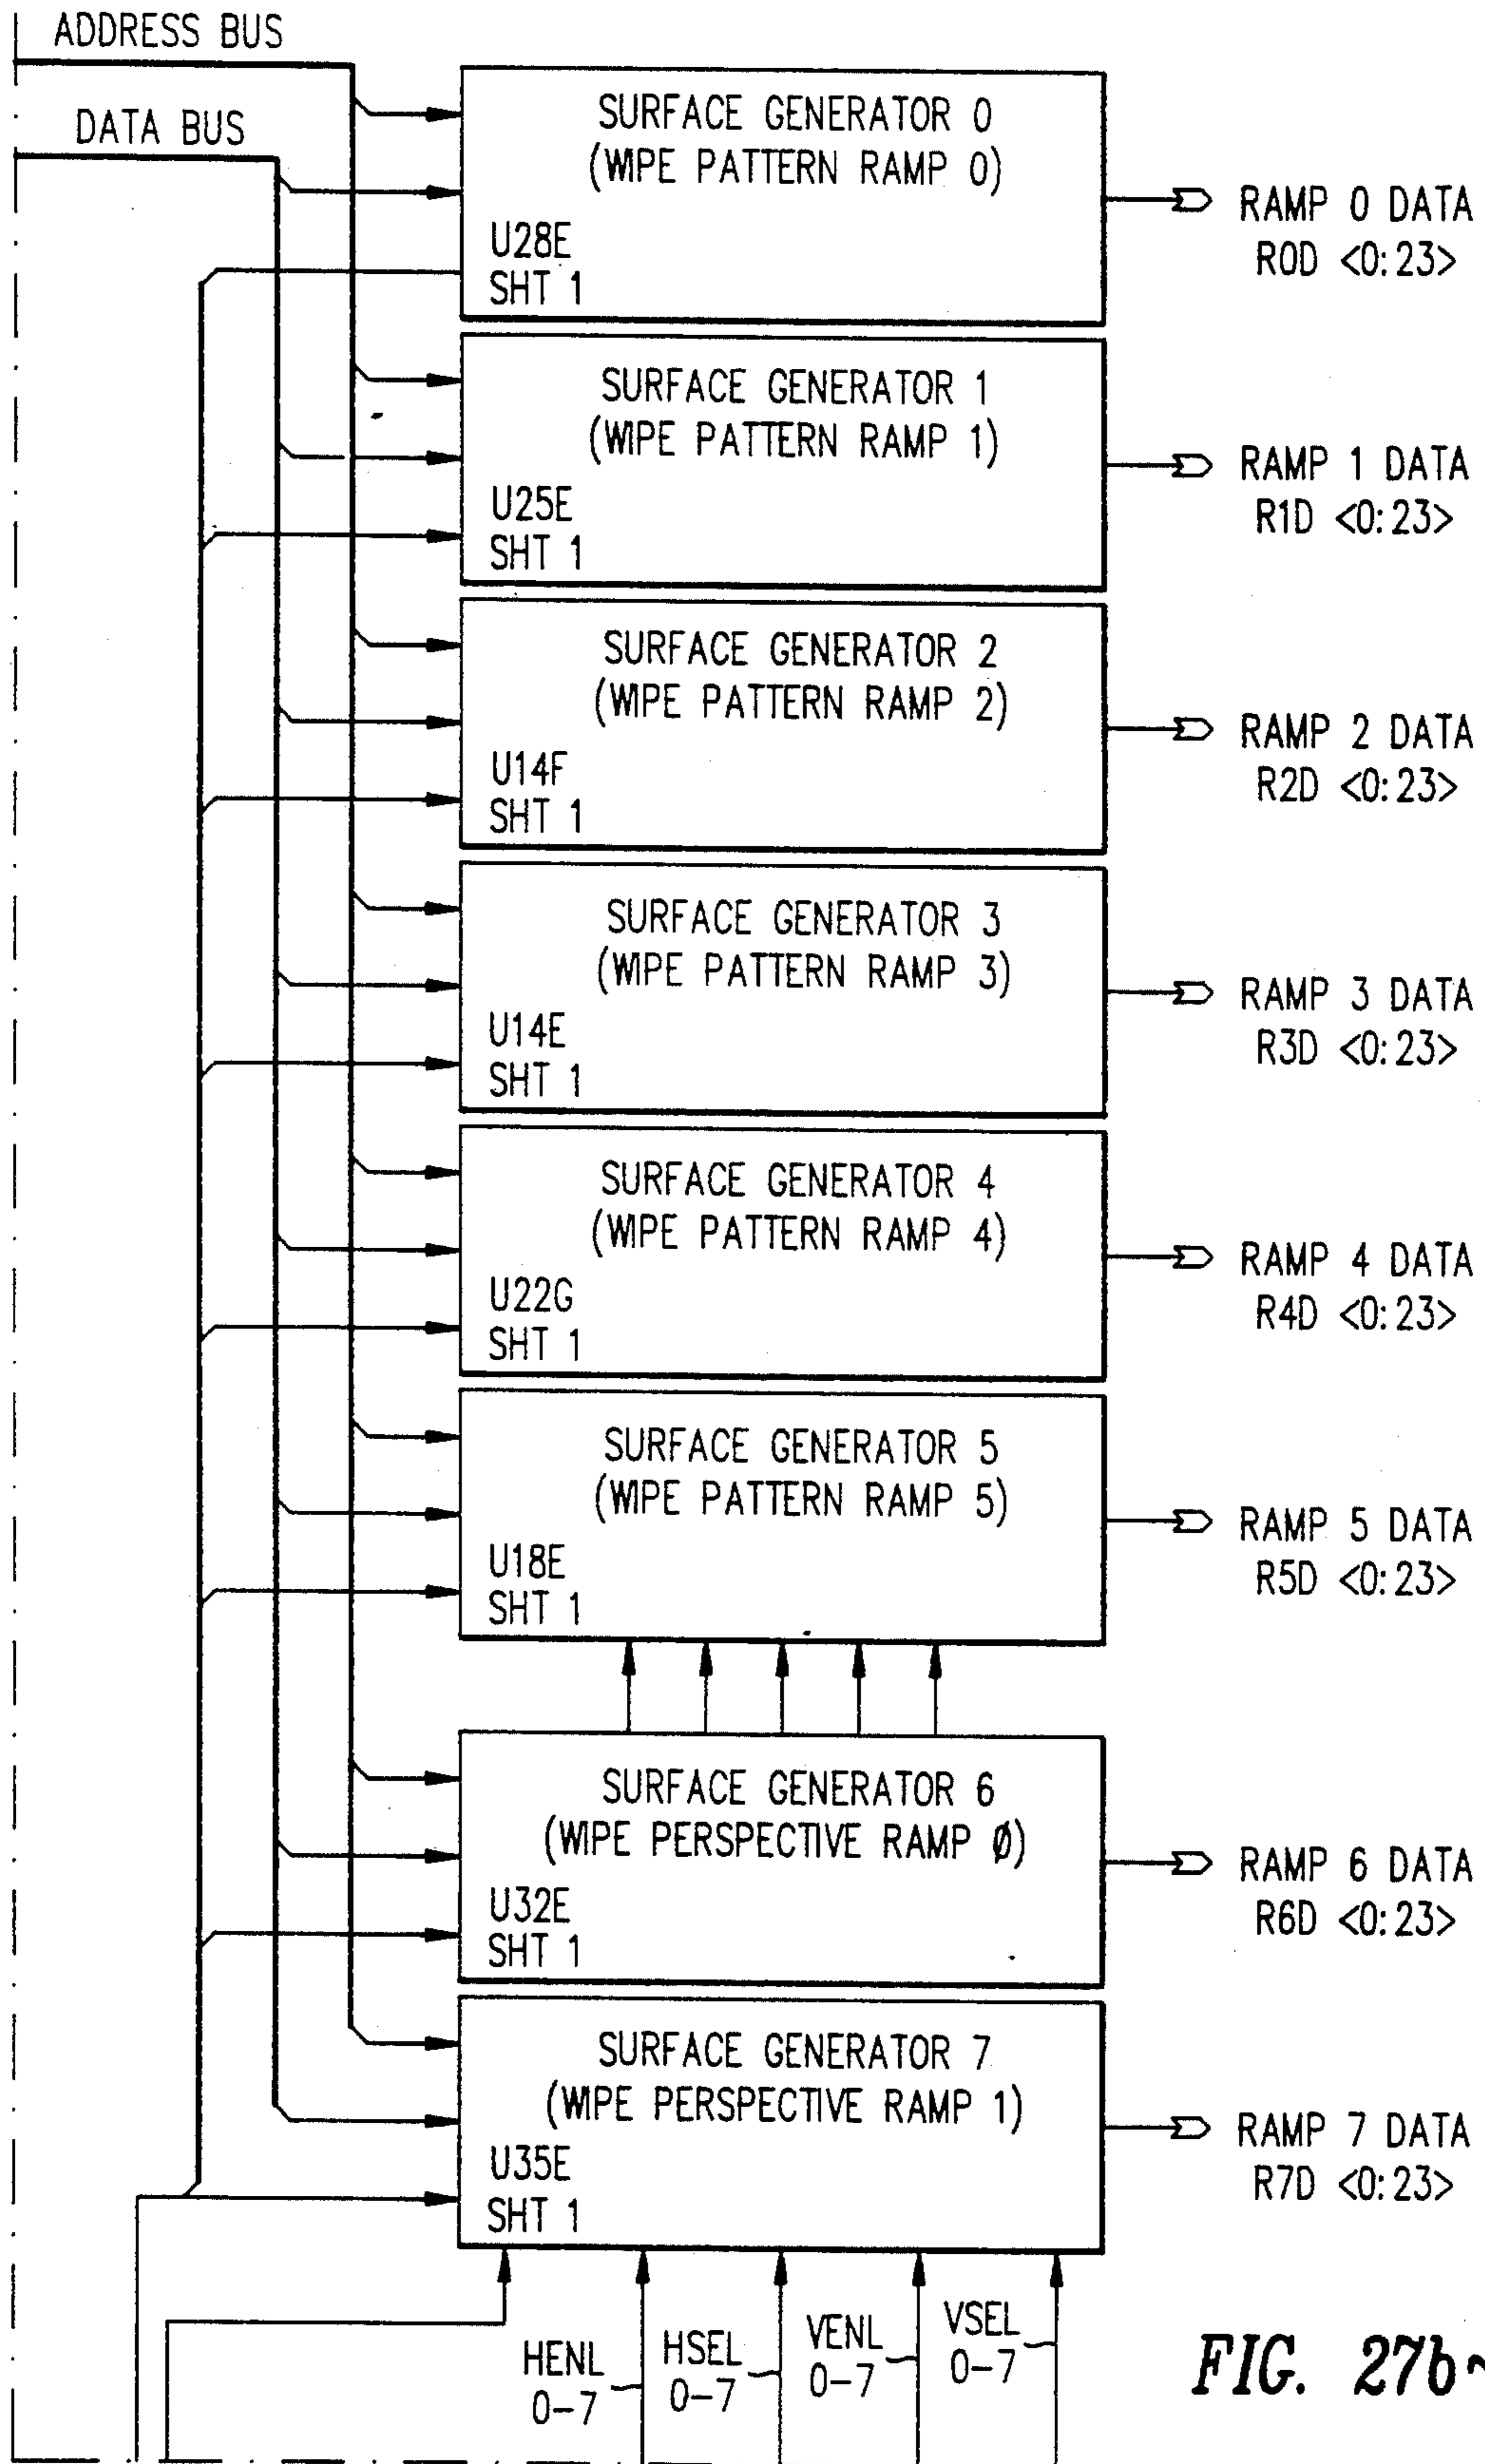 ADDRESS BUS
DATA BUS
SURFACE GENERATOR 0
(WIPE PATTERN RAMP 0)
U28E
SHT 1
RAMP 0 DATA
R0D <0:23>
SURFACE GENERATOR 1
(WIPE PATTERN RAMP 1)
U25E
SHT 1
RAMP 1 DATA
R1D <0:23>
SURFACE GENERATOR 2
(WIPE PATTERN RAMP 2)
U14F
SHT 1
RAMP 2 DATA
R2D <0:23>
SURFACE GENERATOR 3
(WIPE PATTERN RAMP 3)
U14E
SHT 1
RAMP 3 DATA
R3D <0:23>
SURFACE GENERATOR 4
(WIPE PATTERN RAMP 4)
U22G
SHT 1
RAMP 4 DATA
R4D <0:23>
SURFACE GENERATOR 5
(WIPE PATTERN RAMP 5)
U18E
SHT 1
RAMP 5 DATA
R5D <0:23>
SURFACE GENERATOR 6
(WIPE PERSPECTIVE RAMP Ø)
U32E
SHT 1
RAMP 6 DATA
R6D <0:23>
SURFACE GENERATOR 7
(WIPE PERSPECTIVE RAMP 1)
U35E
SHT 1
RAMP 7 DATA
R7D <0:23>
HENL
0-7
HSEL
0-7
VENL
0-7
VSEL
0-7
FIG. 27b~